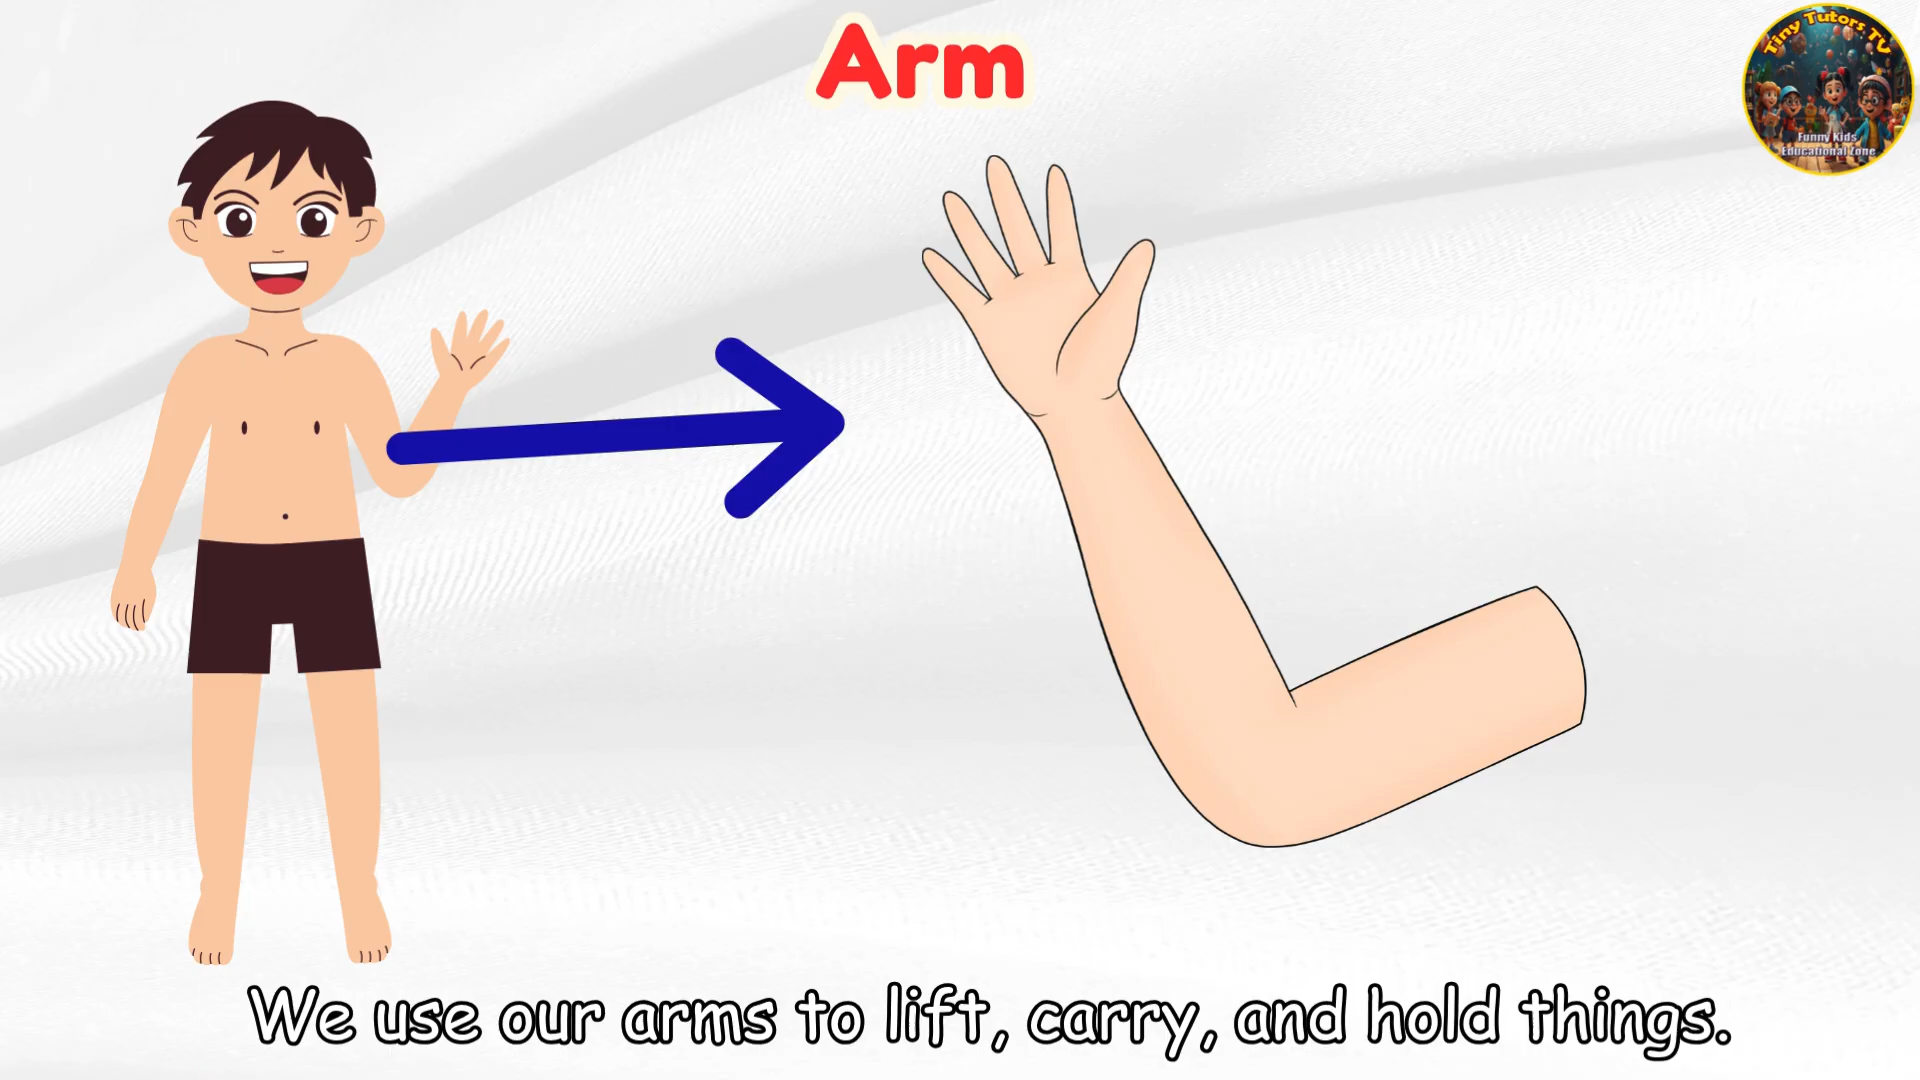 Arm
Tiny Tutors TV
Funny Kids
Educational Zone
We use our arms to lift, carry, and hold things.